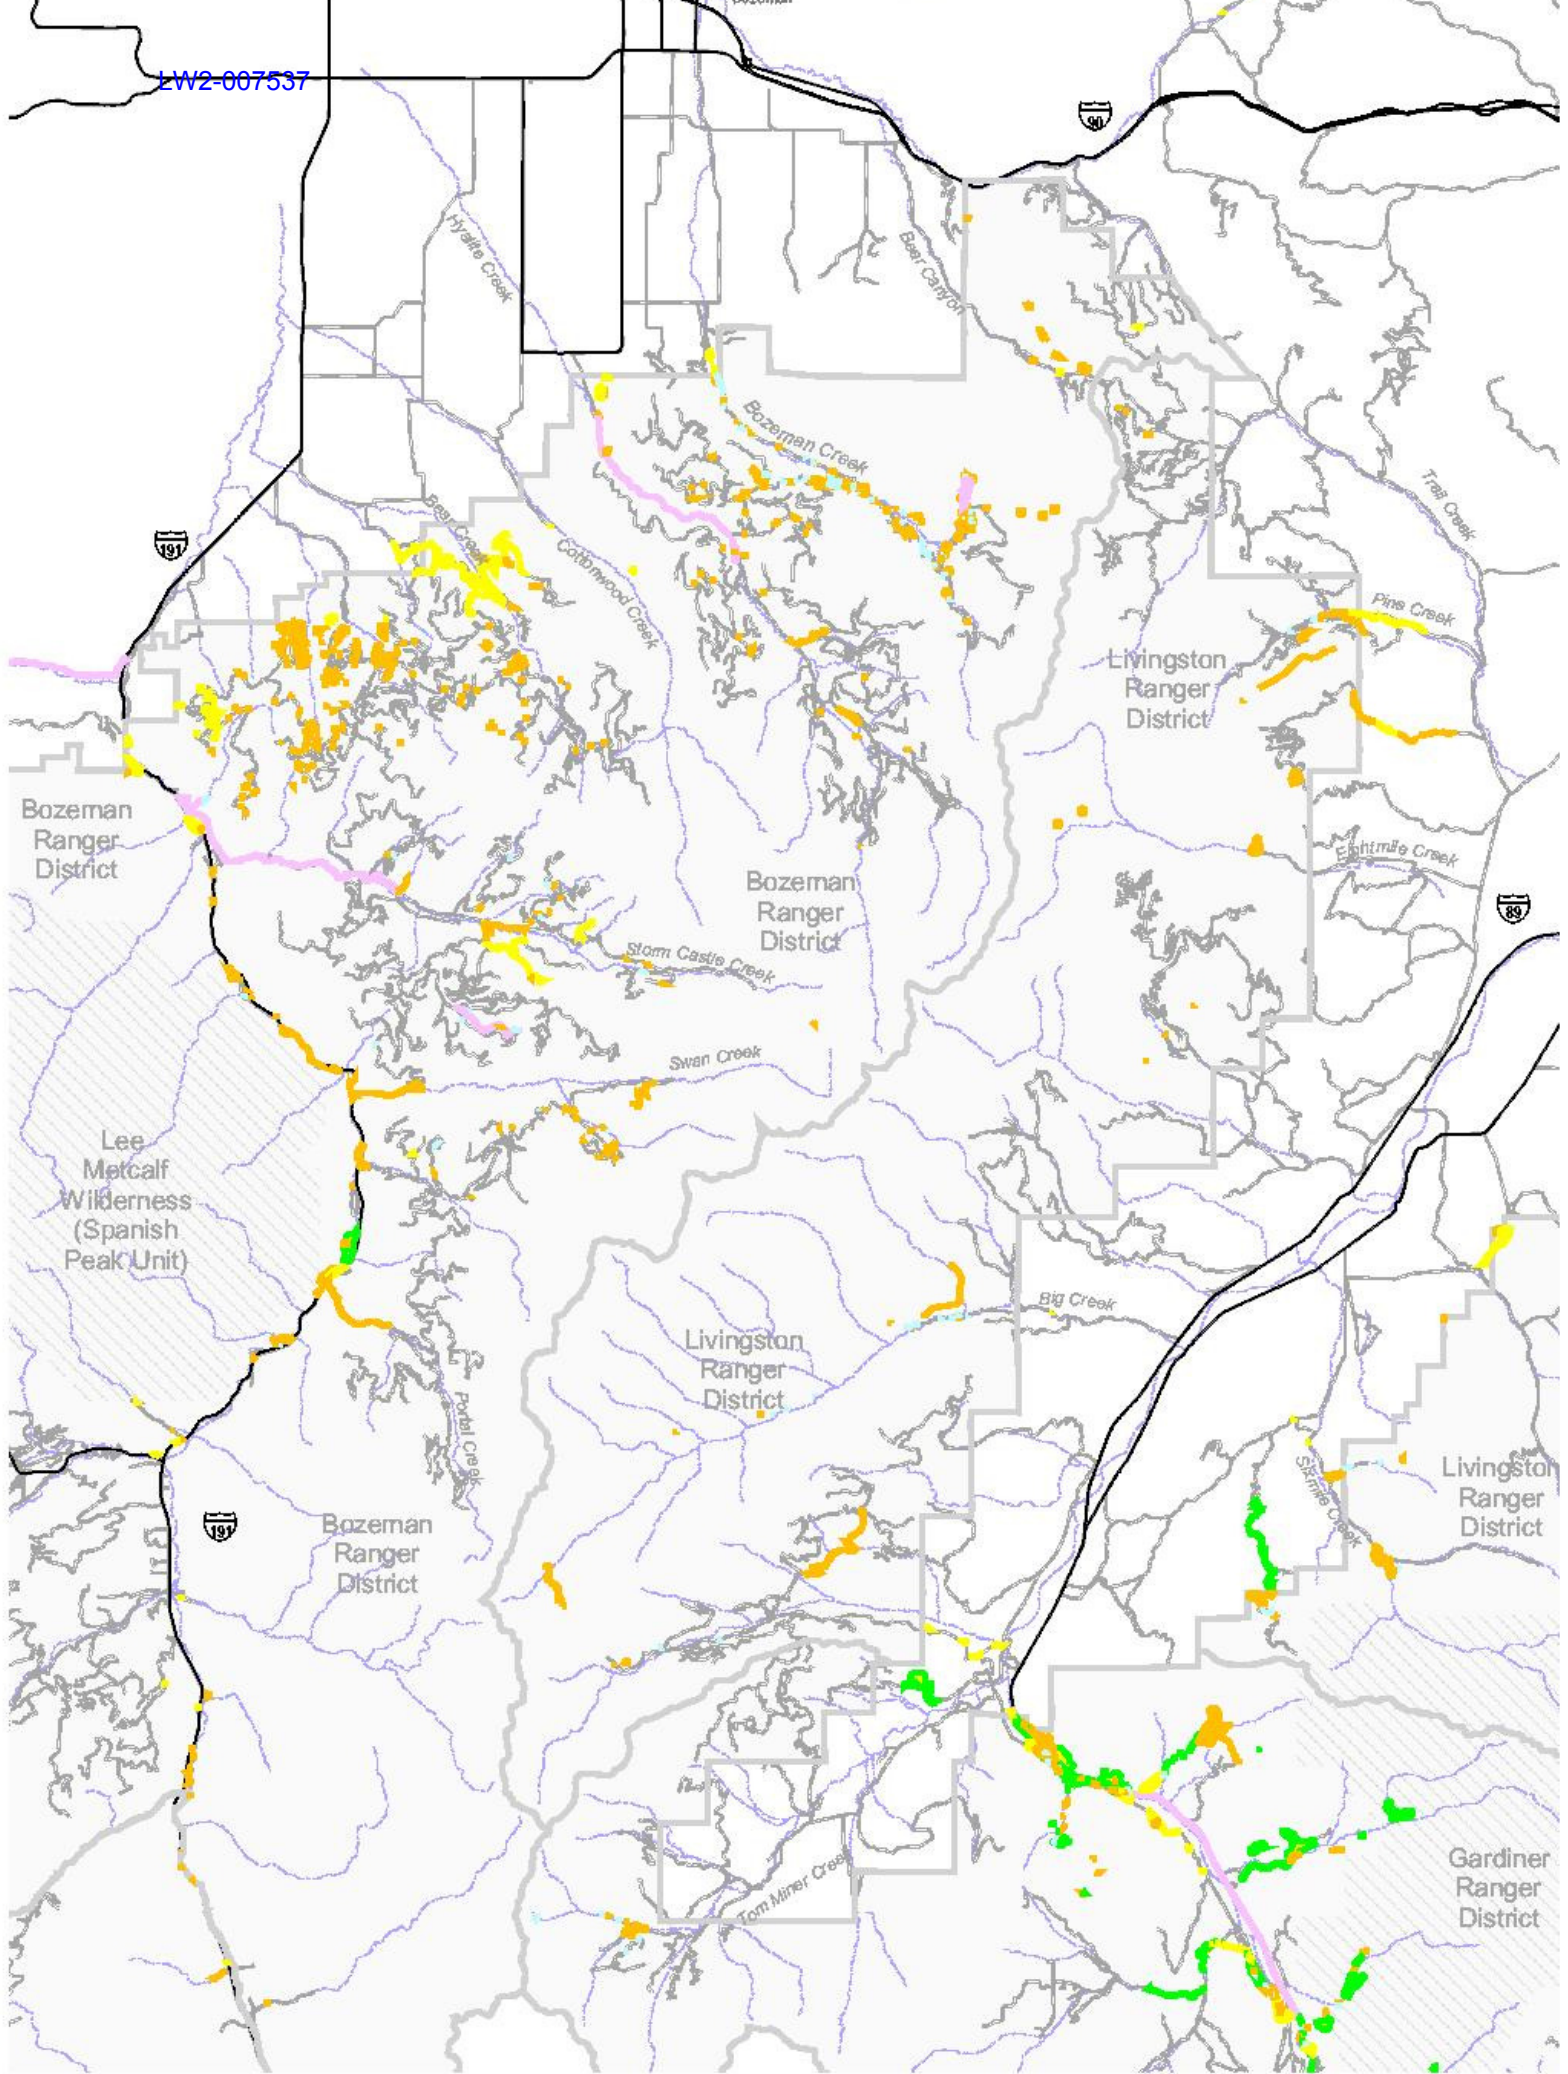 Bozeman
LW2-007537
90
Hyalite Creek
Bear Canyon
Bozeman Creek
Trail Creek
191
Cottonwood Creek
Pine Creek
Livingston
Ranger
District
Bozeman
Ranger
District
Eightmile Creek
Bozeman
Ranger
District
89
Storm Castle Creek
Swan Creek
Lee
Metcalf
Wilderness
(Spanish
Peak Unit)
Big Creek
Livingston
Ranger
District
Portal Creek
Sixmile Creek
Livingston
Ranger
District
191
Bozeman
Ranger
District
Tom Miner Creek
Gardiner
Ranger
District